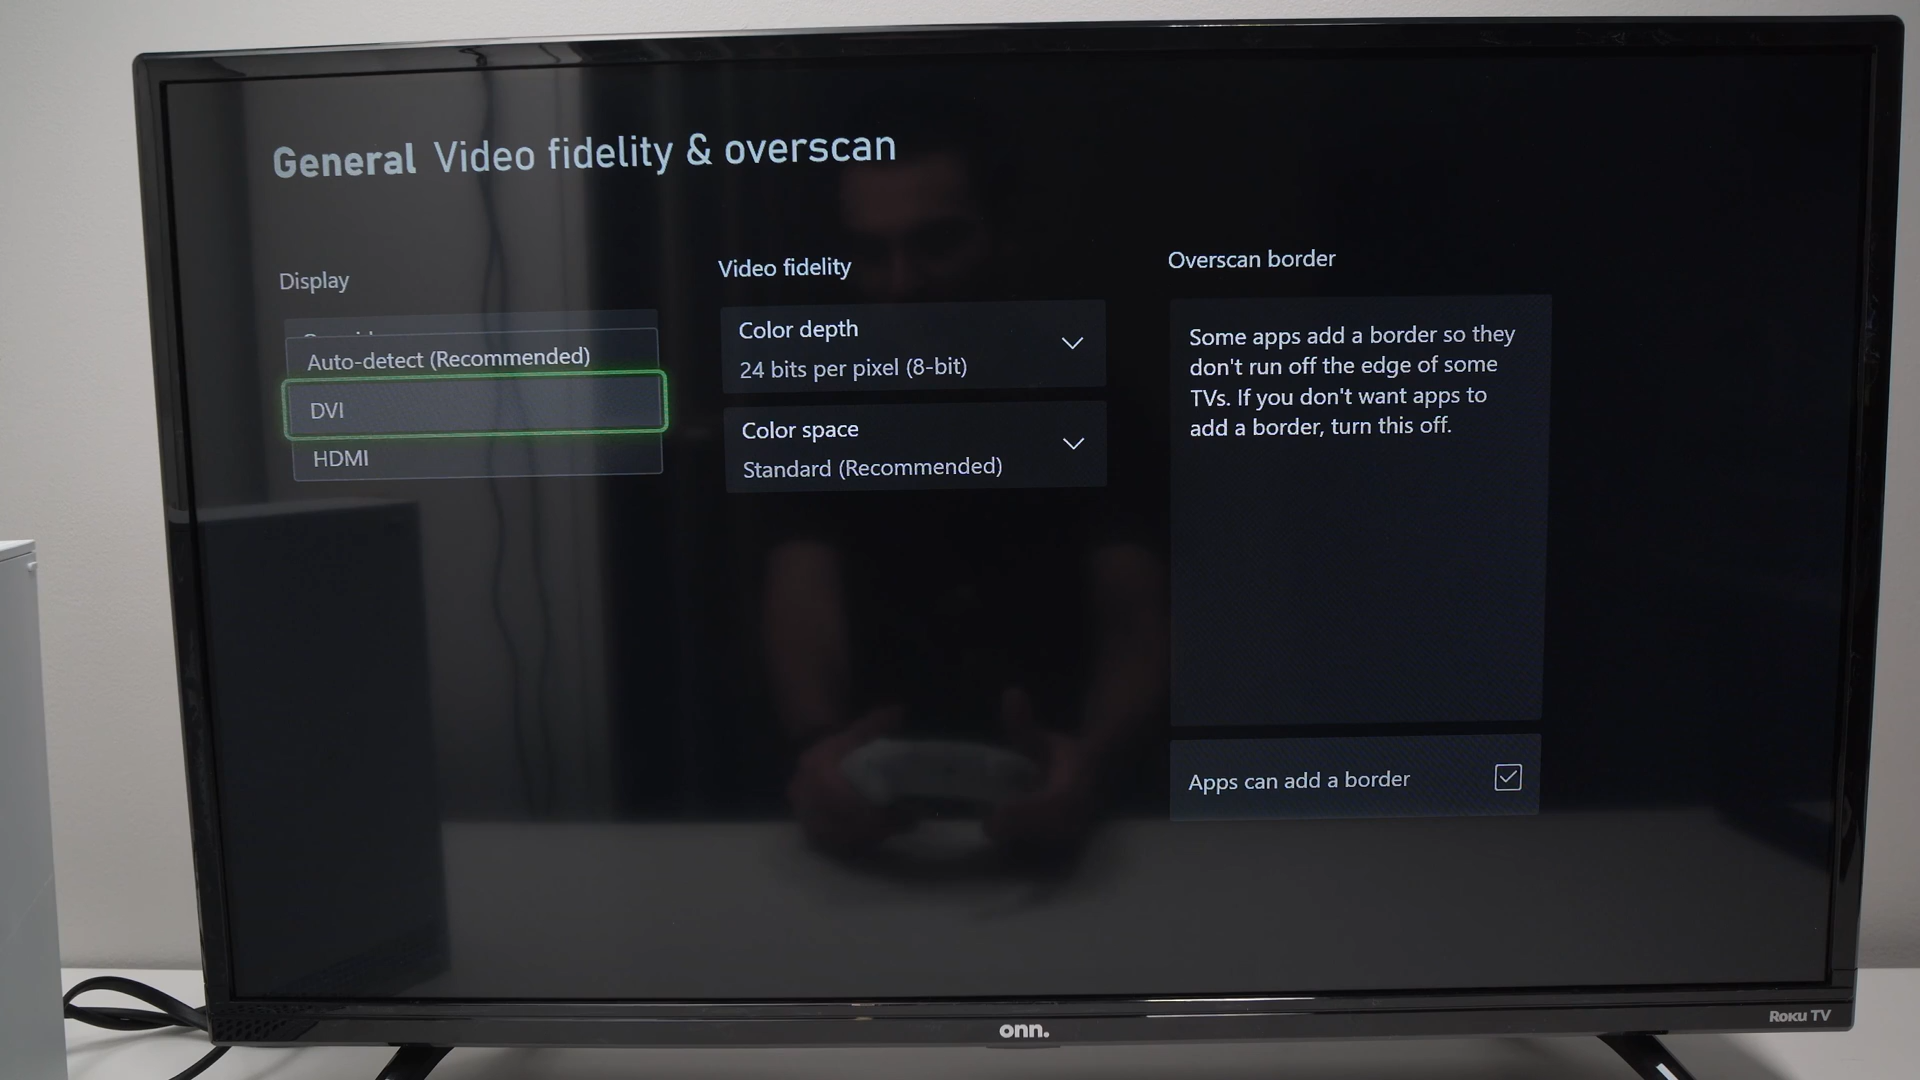 General Video fidelity & overscan
Display
Auto-detect (Recommended)
DVI
HDMI
Video fidelity
Color depth
24 bits per pixel (8-bit)
Color space
Standard (Recommended)
Overscan border
Some apps add a border so they
don't run off the edge of some
TVs. If you don't want apps to
add a border, turn this off.
Apps can add a border
onn.
Roku TV